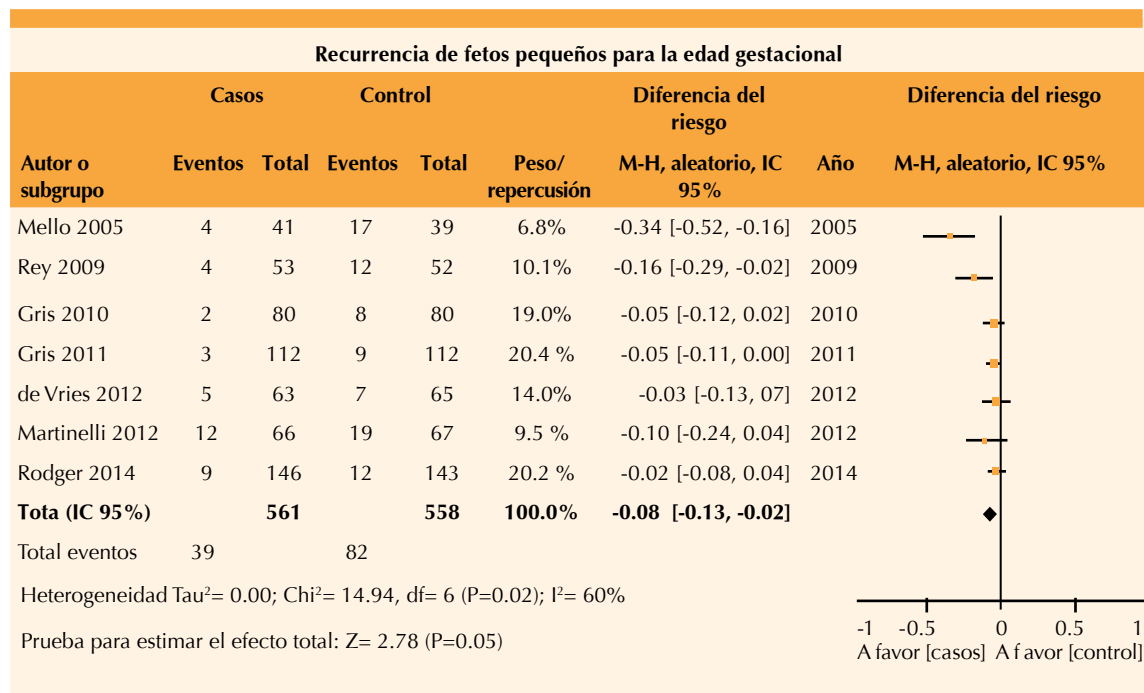 Recurrencia de fetos pequeños para la edad gestacional
Casos Control Diferencia del riesgo Diferencia del riesgo
Autor o subgrupo Eventos Total Eventos Total Peso/repercusión M-H, aleatorio, IC 95% Año M-H, aleatorio, IC 95%
Mello 2005 4 41 17 39 6.8% -0.34 [-0.52, -0.16] 2005
Rey 2009 4 53 12 52 10.1% -0.16 [-0.29, -0.02] 2009
Gris 2010 2 80 8 80 19.0% -0.05 [-0.12, 0.02] 2010
Gris 2011 3 112 9 112 20.4 % -0.05 [-0.11, 0.00] 2011
de Vries 2012 5 63 7 65 14.0% -0.03 [-0.13, 07] 2012
Martinelli 2012 12 66 19 67 9.5 % -0.10 [-0.24, 0.04] 2012
Rodger 2014 9 146 12 143 20.2 % -0.02 [-0.08, 0.04] 2014
Tota (IC 95%) 561 558 100.0% -0.08 [-0.13, -0.02]
Total eventos 39 82
Heterogeneidad Tau²= 0.00; Chi²= 14.94, df= 6 (P=0.02); I²= 60%
Prueba para estimar el efecto total: Z= 2.78 (P=0.05)
-1 -0.5 0 0.5 1
A favor [casos] A f avor [control]